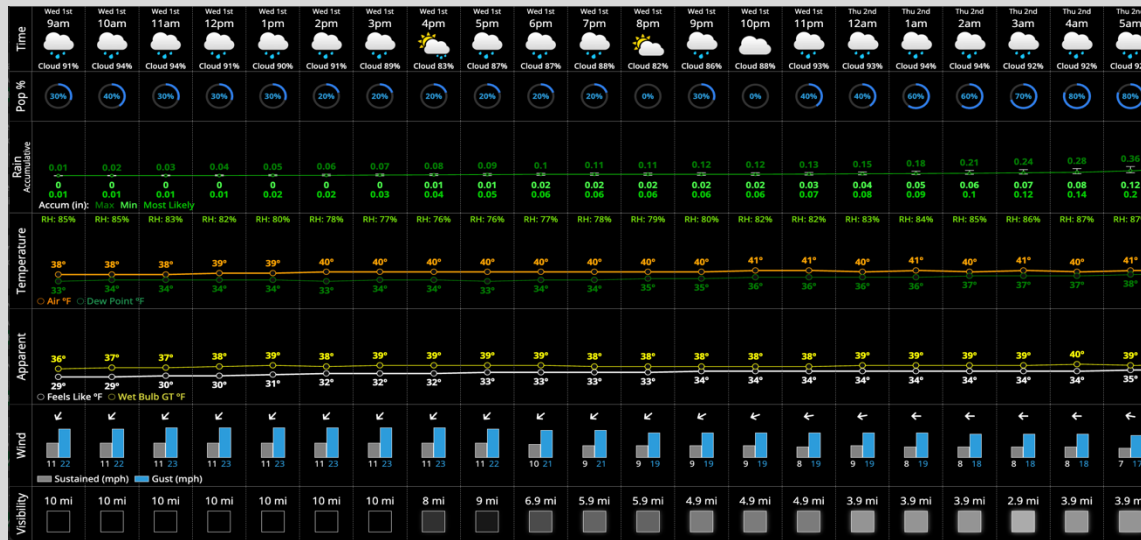 Time
Wed 1st Wed 1st Wed 1st Wed 1st Wed 1st Wed 1st Wed 1st Wed 1st Wed 1st Wed 1st Wed 1st Wed 1st Wed 1st Wed 1st Wed 1st Thu 2nd Thu 2nd Thu 2nd Thu 2nd Thu 2nd Thu 2nd
9am 10am 11am 12pm 1pm 2pm 3pm 4pm 5pm 6pm 7pm 8pm 9pm 10pm 11pm 12am 1am 2am 3am 4am 5am
Cloud 91% Cloud 94% Cloud 94% Cloud 91% Cloud 90% Cloud 91% Cloud 89% Cloud 83% Cloud 87% Cloud 87% Cloud 88% Cloud 82% Cloud 86% Cloud 88% Cloud 93% Cloud 93% Cloud 94% Cloud 94% Cloud 92% Cloud 92% Cloud 92
Pop %
30% 40% 30% 30% 30% 20% 20% 20% 20% 20% 20% 0% 30% 0% 40% 40% 60% 60% 70% 80% 80%
Rain
Accumulative
0.01 0.02 0.03 0.04 0.05 0.06 0.07 0.08 0.09 0.1 0.11 0.11 0.12 0.12 0.13 0.15 0.18 0.21 0.24 0.28 0.36
0 0 0 0 0 0 0 0.01 0.01 0.02 0.02 0.02 0.02 0.02 0.03 0.04 0.05 0.06 0.07 0.08 0.12
0.01 0.01 0.01 0.01 0.02 0.02 0.03 0.04 0.05 0.06 0.06 0.06 0.06 0.06 0.07 0.08 0.09 0.1 0.12 0.14 0.2
Accum (in): Max Min Most Likely
Temperature
RH: 85% RH: 85% RH: 83% RH: 82% RH: 80% RH: 78% RH: 77% RH: 76% RH: 76% RH: 77% RH: 78% RH: 79% RH: 80% RH: 82% RH: 82% RH: 83% RH: 84% RH: 85% RH: 86% RH: 87% RH: 87
38° 38° 38° 39° 39° 40° 40° 40° 40° 40° 40° 40° 40° 41° 41° 40° 41° 40° 41° 40° 41°
33° 34° 34° 34° 34° 33° 34° 34° 33° 34° 34° 35° 35° 36° 36° 36° 36° 37° 37° 37° 38°
Air °F Dew Point °F
Apparent
36° 37° 37° 38° 39° 38° 39° 39° 39° 39° 38° 38° 38° 38° 38° 39° 39° 39° 39° 40° 39°
29° 29° 30° 30° 31° 32° 32° 32° 33° 33° 33° 33° 34° 34° 34° 34° 34° 34° 34° 34° 35°
Feels Like °F Wet Bulb GT °F
Wind
11 22 11 22 11 23 11 23 11 23 11 23 11 23 11 23 11 22 10 21 9 21 9 19 9 19 9 19 8 19 9 19 8 19 8 18 8 18 8 18 7 17
Sustained (mph) Gust (mph)
Visibility
10 mi 10 mi 10 mi 10 mi 10 mi 10 mi 10 mi 8 mi 9 mi 6.9 mi 5.9 mi 5.9 mi 4.9 mi 4.9 mi 4.9 mi 3.9 mi 3.9 mi 3.9 mi 2.9 mi 3.9 mi 3.9 m